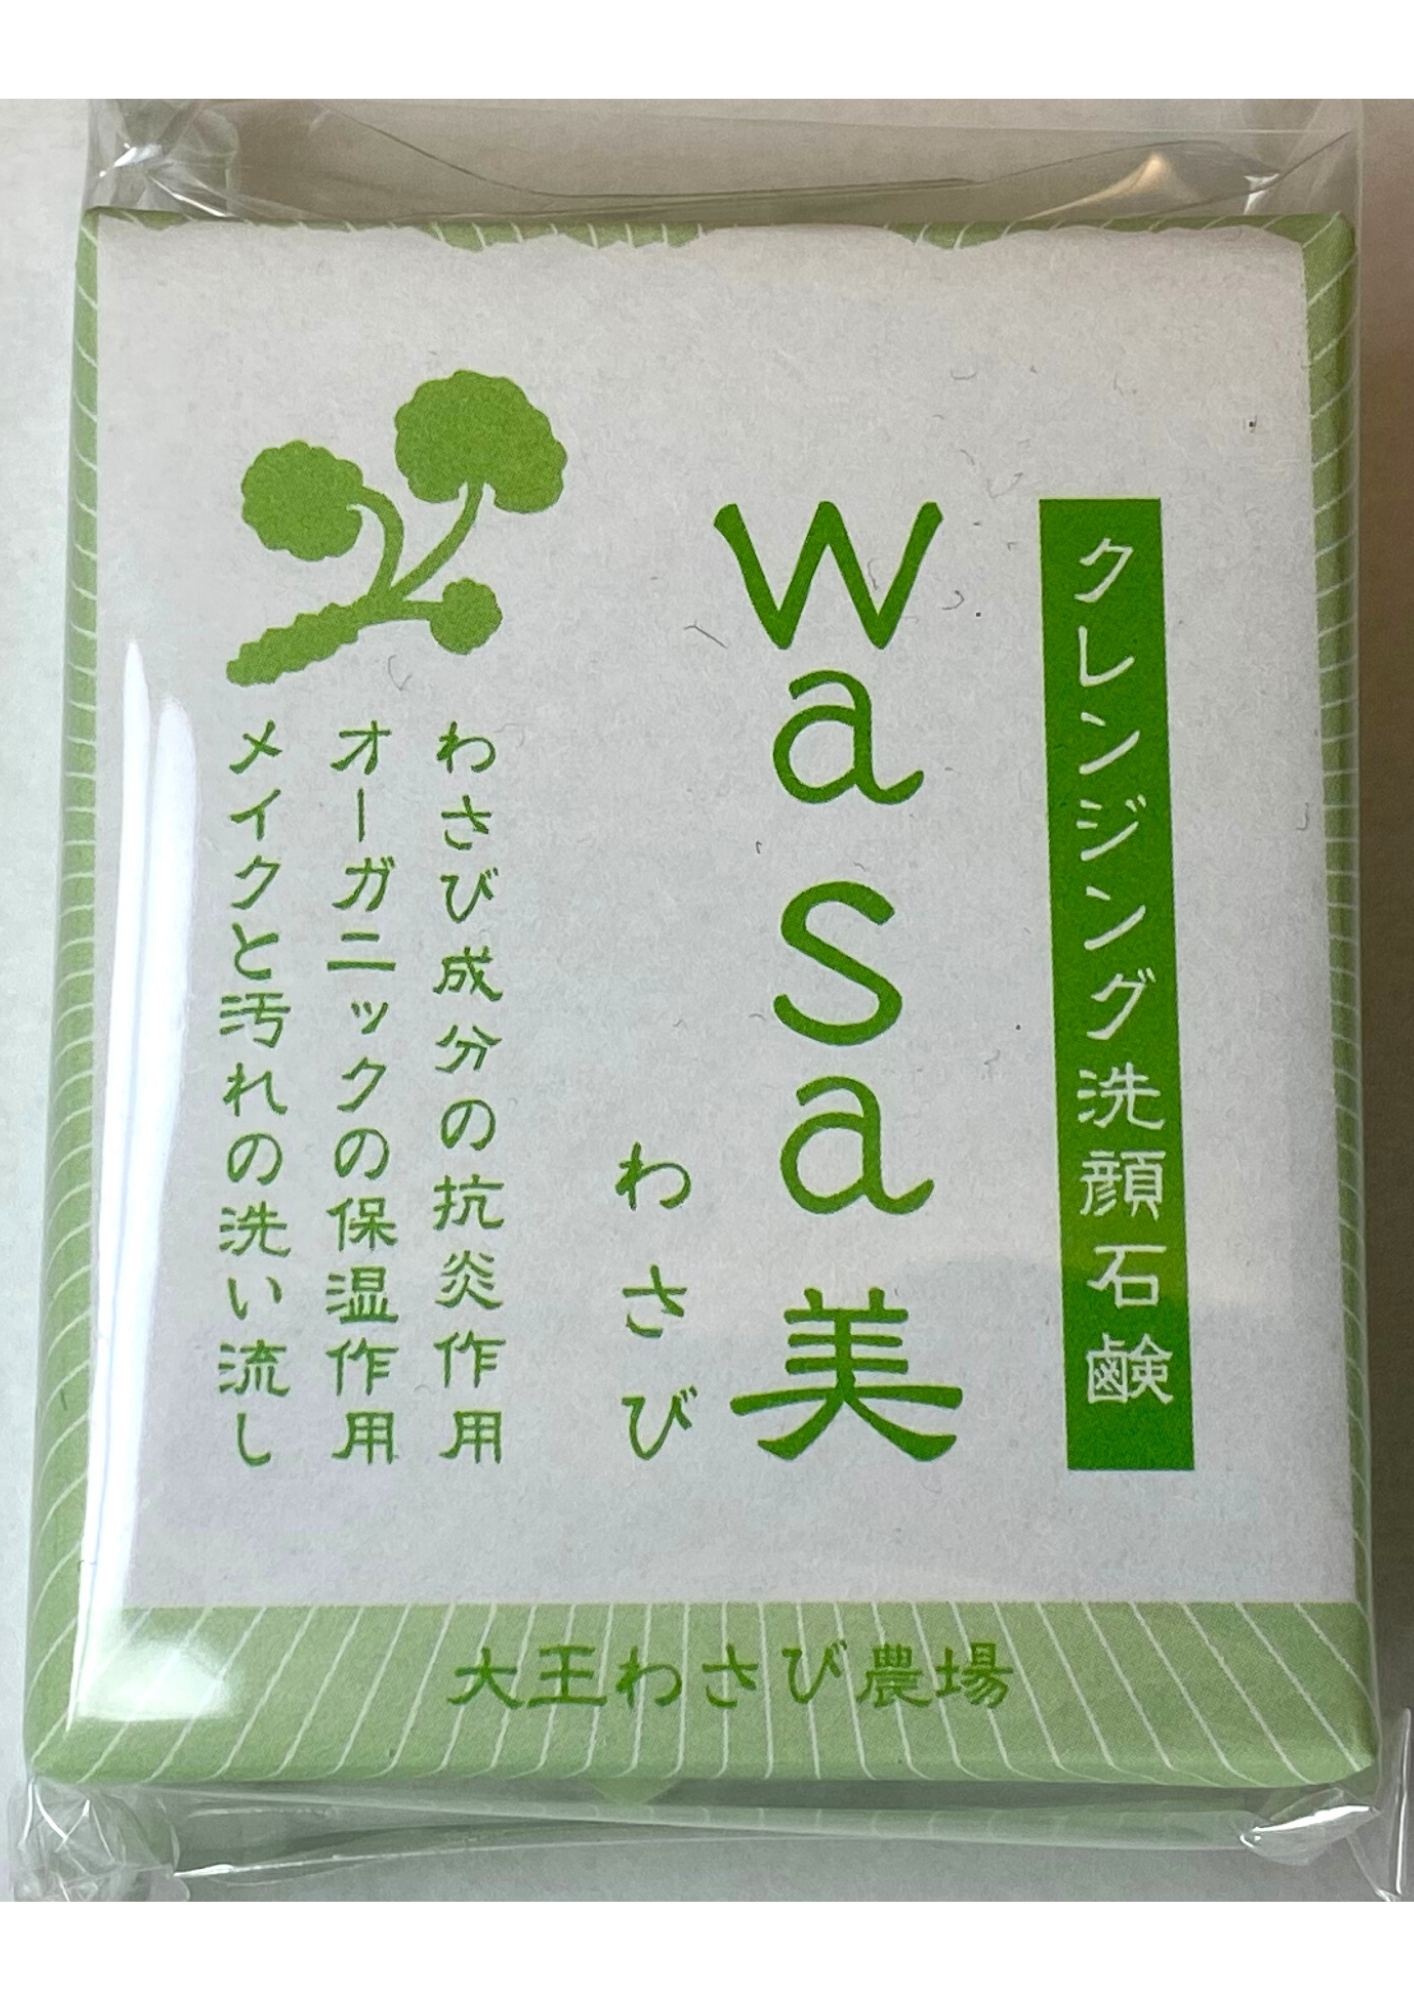 クレンジング洗顔石鹸
wasa美
わさび
わさび成分の抗炎作用
オーガニックの保温作用
メイクと汚れの洗い流し
大王わさび農場